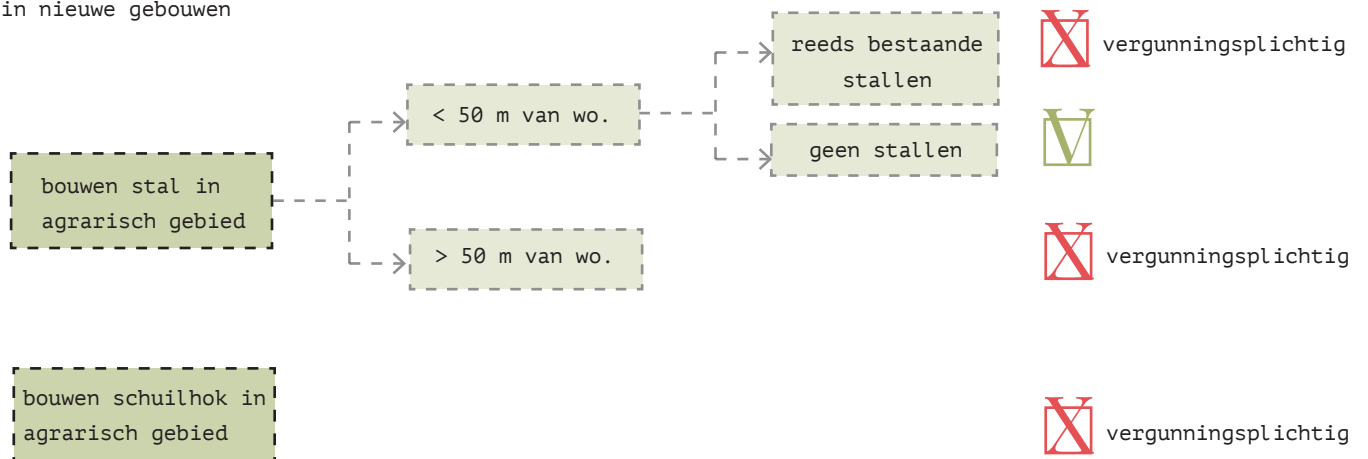 in nieuwe gebouwen
reeds bestaande
stallen
X vergunningsplichtig
< 50 m van wo.
geen stallen
V
bouwen stal in
agrarisch gebied
> 50 m van wo.
X vergunningsplichtig
bouwen schuilhok in
agrarisch gebied
X vergunningsplichtig